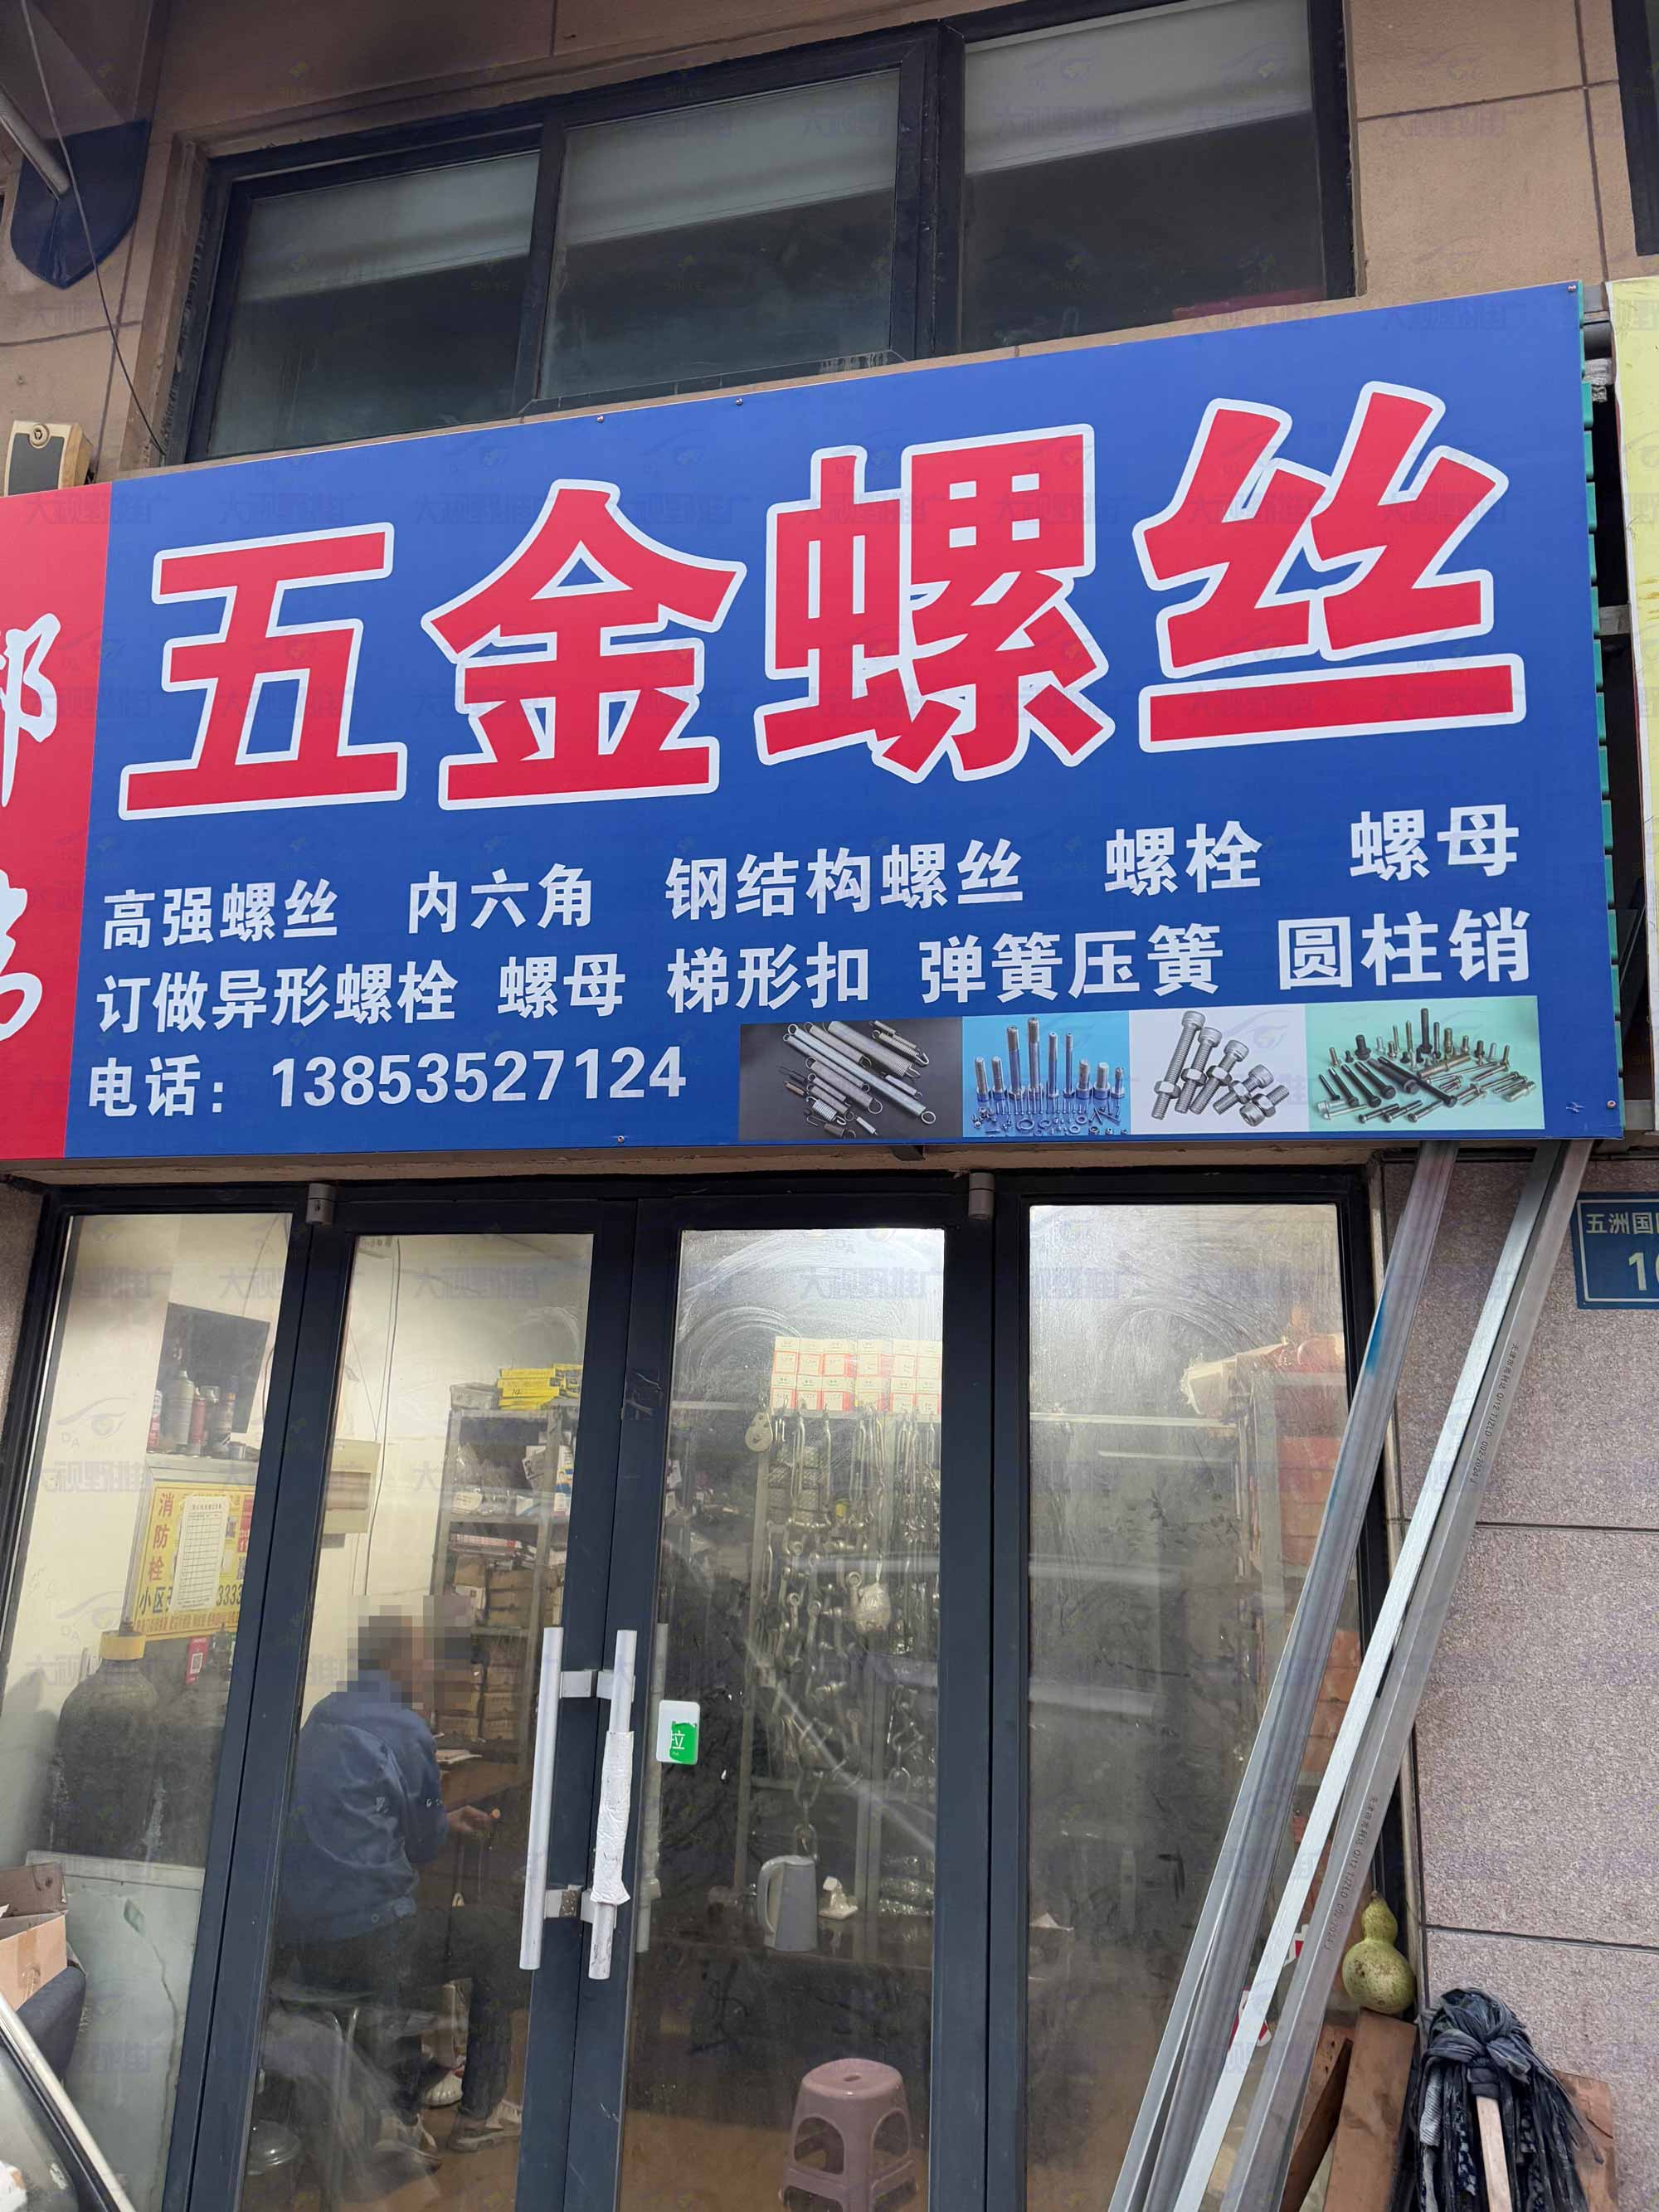 五金螺丝
高强螺丝 内六角 钢结构螺丝 螺栓 螺母
订做异形螺栓 螺母 梯形扣 弹簧压簧 圆柱销
电话：13853527124
五洲国
消防栓
小区
333
拉